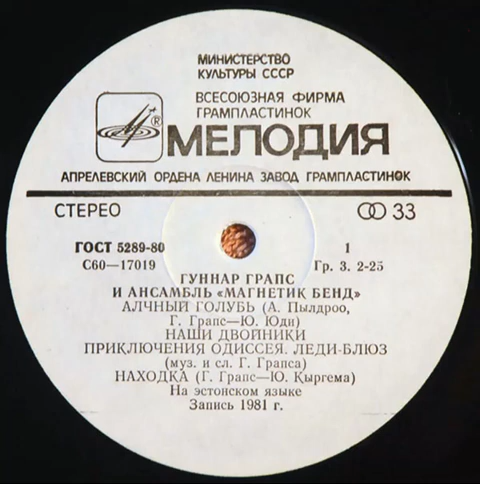 МИНИСТЕРСТВО
КУЛЬТУРЫ СССР
ВСЕСОЮЗНАЯ ФИРМА
ГРАМПЛАСТИНОК
®
МЕЛОДИЯ
АПРЕЛЕВСКИЙ ОРДЕНА ЛЕНИНА ЗАВОД ГРАМПЛАСТИНОК
СТЕРЕО 33
ГОСТ 5289-80 1
С60—17019 Гр. 3. 2-25
ГУННАР ГРАПС
И АНСАМБЛЬ «МАГНЕТИК БЕНД»
АЛЧНЫЙ ГОЛУБЬ (А. Пылдроо,
Г. Грапс—Ю. Юди)
НАШИ ДВОЙНИКИ
ПРИКЛЮЧЕНИЯ ОДИССЕЯ. ЛЕДИ-БЛЮЗ
(муз. и сл. Г. Грапса)
НАХОДКА (Г. Грапс—Ю. Кыргема)
На эстонском языке
Запись 1981 г.